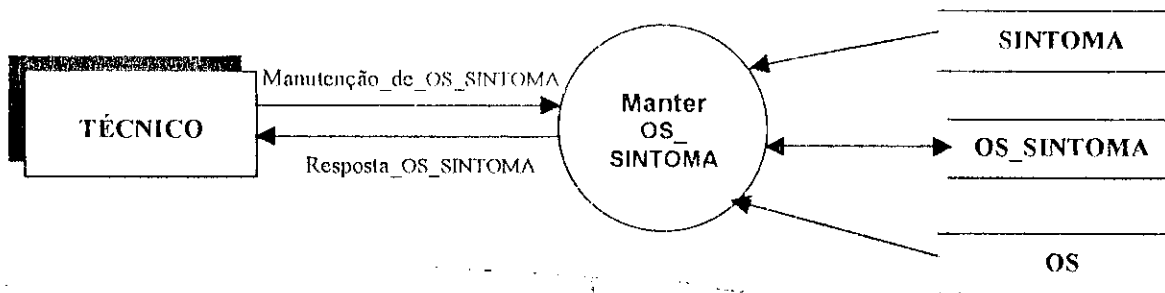 SINTOMA
Manutenção_de_OS_SINTOMA
TÉCNICO
Manter
OS_
SINTOMA
OS_SINTOMA
Resposta_OS_SINTOMA
OS